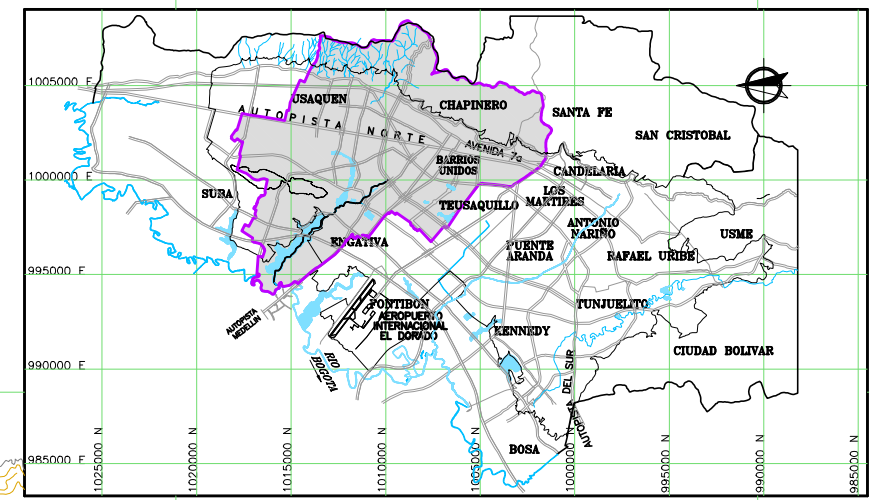 1005000 E
USAQUEN
CHAPINERO
SANTA FE
AUTOPISTA NORTE
SAN CRISTOBAL
AVENIDA 7a
BARRIOS
UNIDOS
CANDELARIA
1000000 E
SUBA
LOS
MARTIRES
TEUSAQUILLO
ANTONIO
NARIÑO
USME
ENGATIVA
PUENTE
ARANDA
RAFAEL URIBE
995000 E
FONTIBON
TUNJUELITO
AEROPUERTO
INTERNACIONAL
EL DORADO
AUTOPISTA
MEDELLIN
KENNEDY
RIO
BOGOTA
CIUDAD BOLIVAR
990000 E
AUTOPISTA DEL SUR
BOSA
985000 E
1025000 N
1020000 N
1015000 N
1010000 N
1005000 N
1000000 N
995000 N
990000 N
985000 N